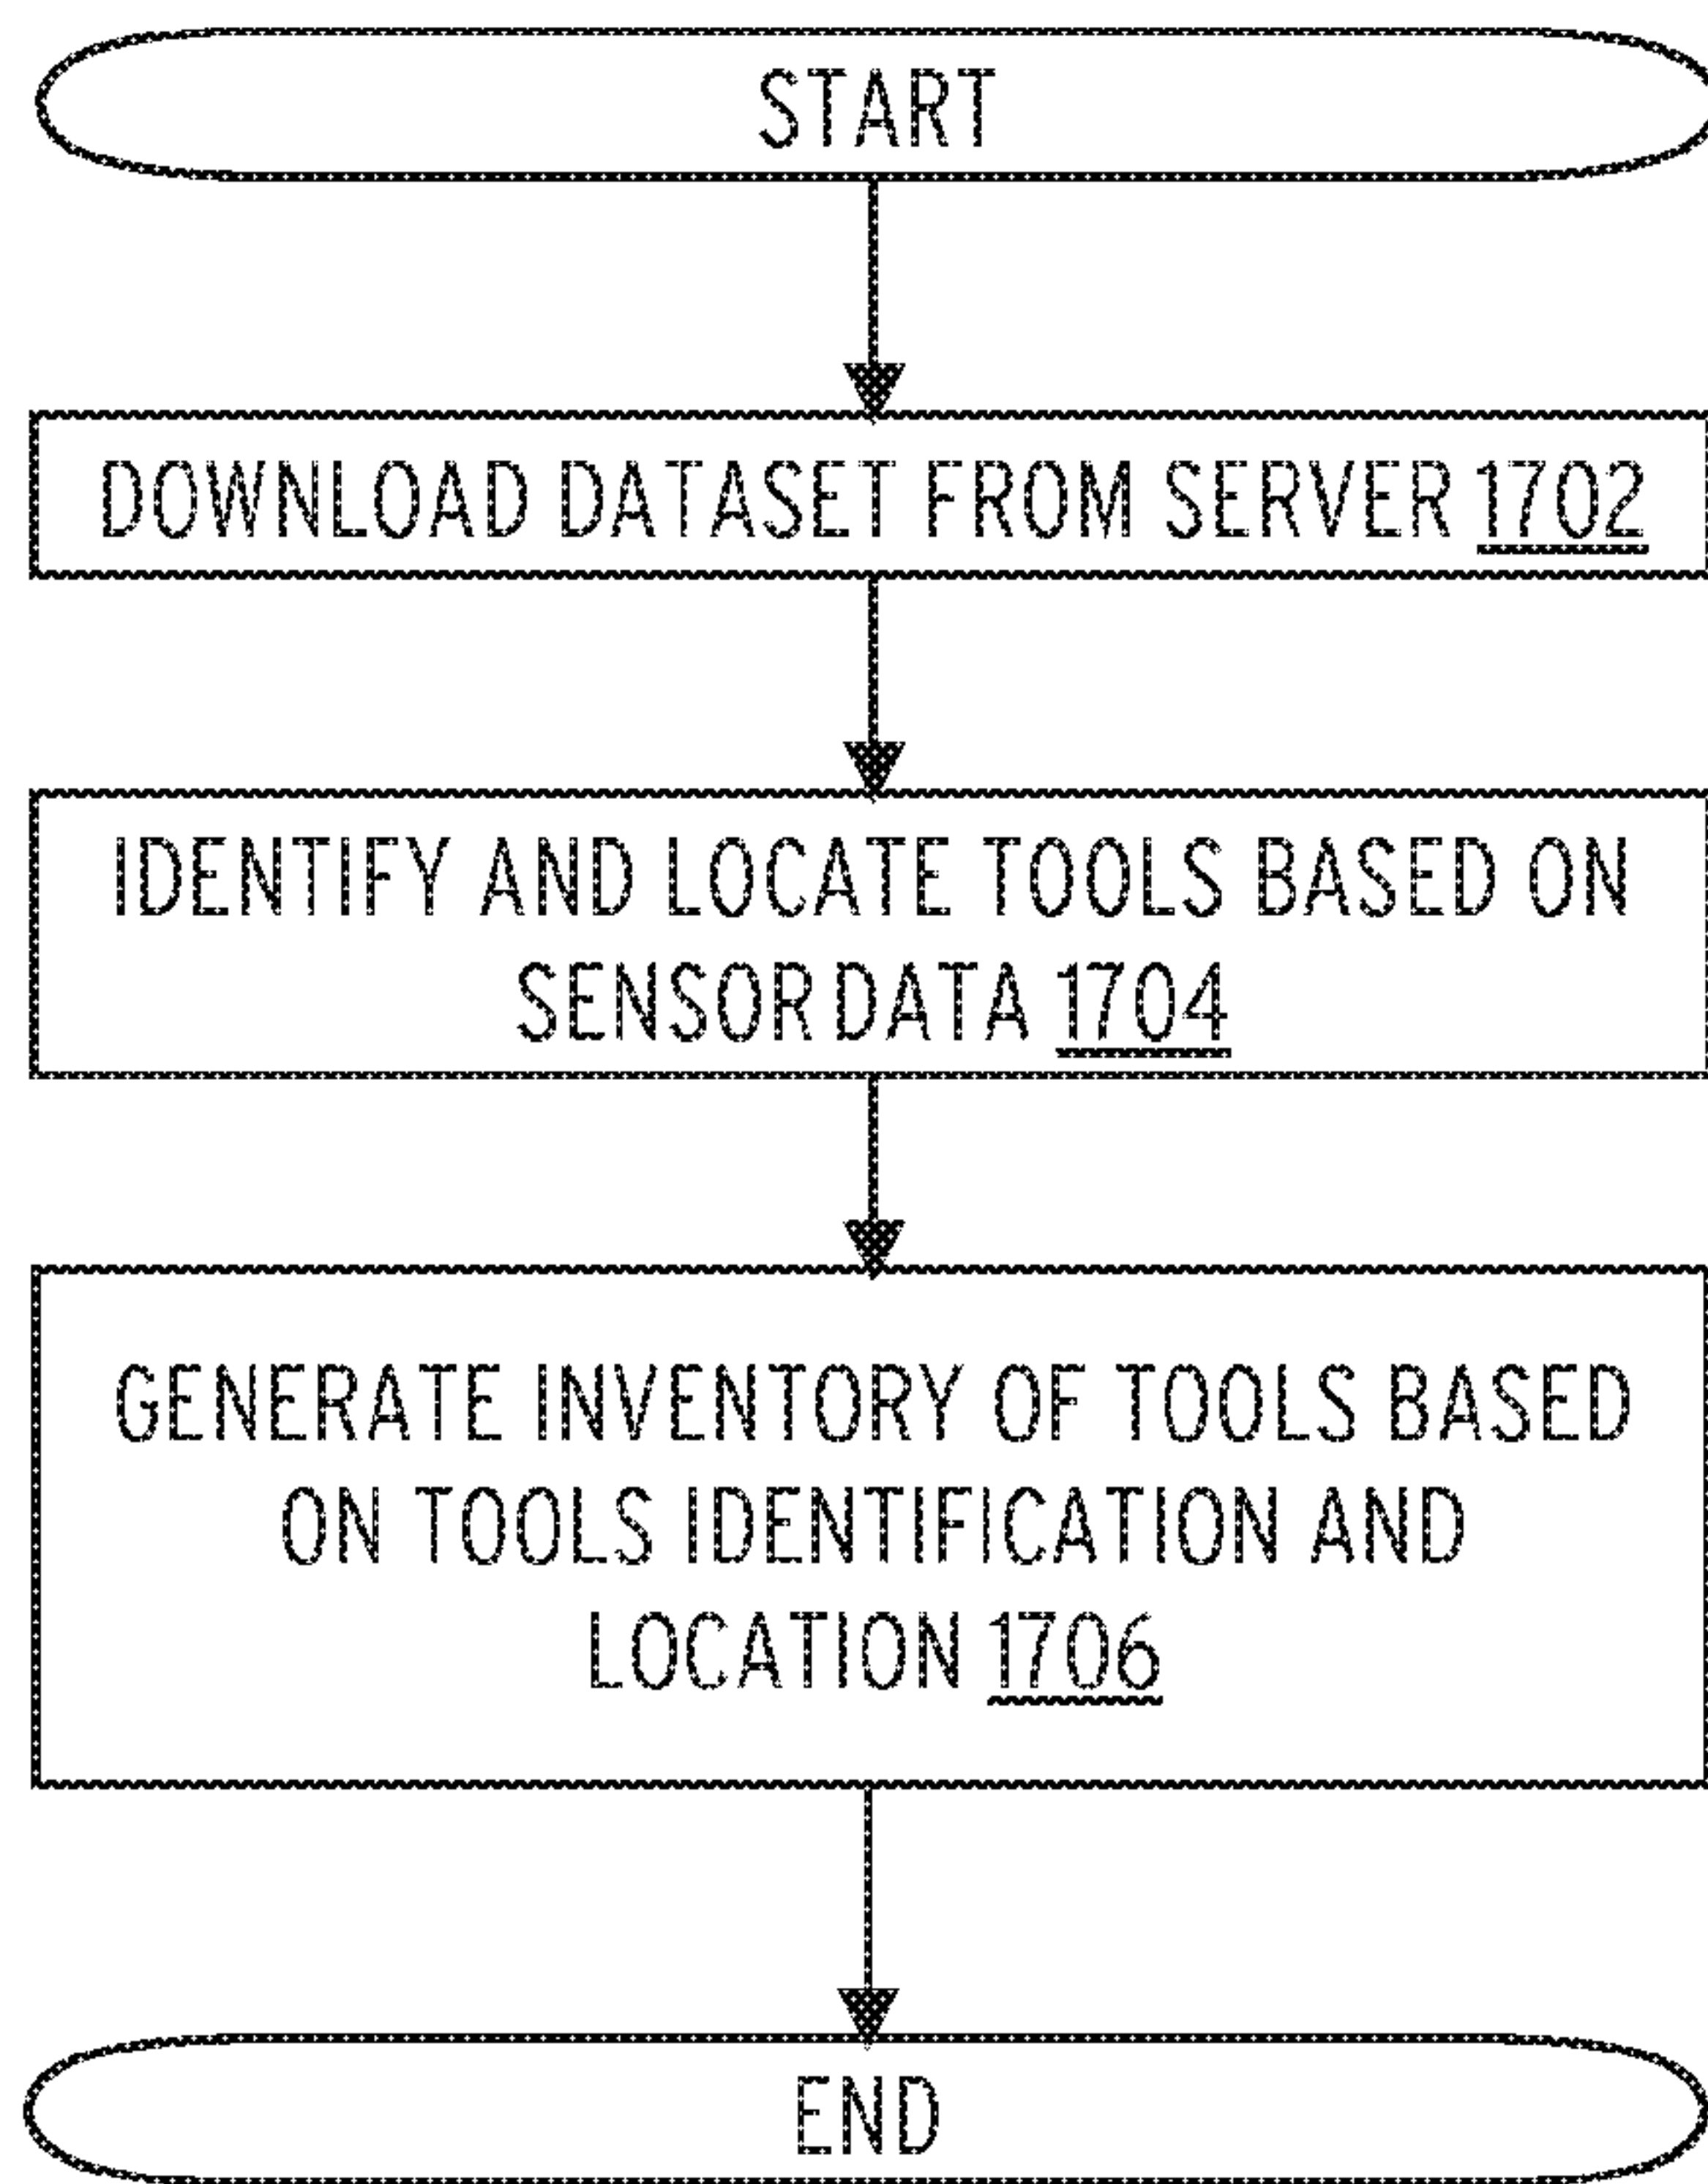 START
DOWNLOAD DATASET FROM SERVER 1702
IDENTIFY AND LOCATE TOOLS BASED ON
SENSOR DATA 1704
GENERATE INVENTORY OF TOOLS BASED
ON TOOLS IDENTIFICATION AND
LOCATION 1706
END